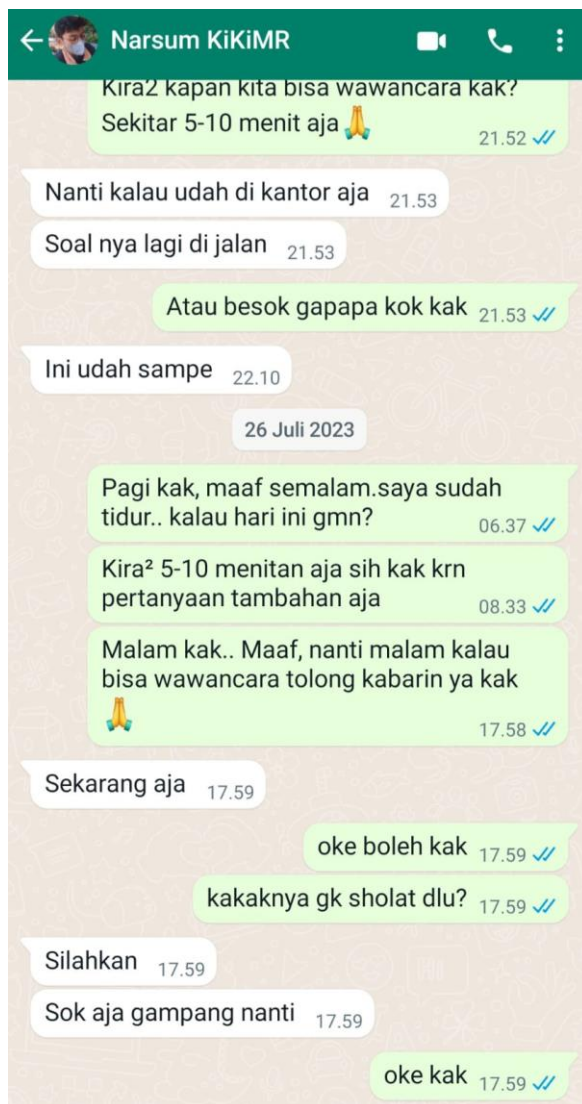 Narsum KiKiMR
Kira2 kapan kita bisa wawancara kak?
Sekitar 5-10 menit aja🙏
21.52
Nanti kalau udah di kantor aja 21.53
Soal nya lagi di jalan 21.53
Atau besok gapapa kok kak 21.53
Ini udah sampe 22.10
26 Juli 2023
Pagi kak, maaf semalam.saya sudah
tidur.. kalau hari ini gmn? 06.37
Kira² 5-10 menitan aja sih kak krn
pertanyaan tambahan aja 08.33
Malam kak.. Maaf, nanti malam kalau
bisa wawancara tolong kabarin ya kak
🙏 17.58
Sekarang aja 17.59
oke boleh kak 17.59
kakaknya gk sholat dlu? 17.59
Silahkan 17.59
Sok aja gampang nanti 17.59
oke kak 17.59